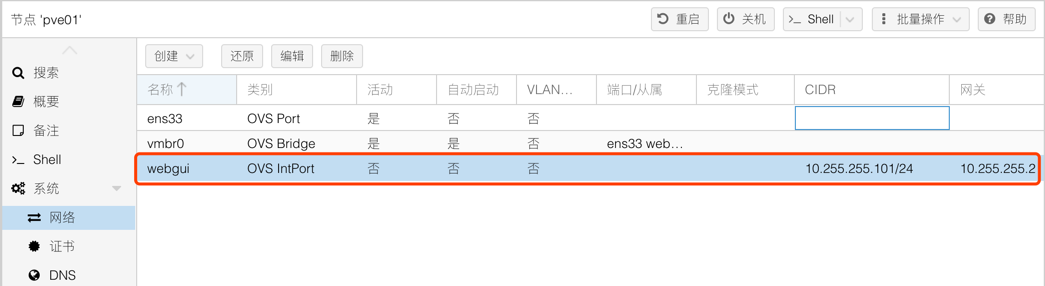 节点 'pve01' 重启 关机 Shell 批量操作 帮助
搜索
概要
备注
Shell
系统
网络
证书
DNS
创建 还原 编辑 删除
名称 类别 活动 自动启动 VLAN... 端口/从属 克隆模式 CIDR 网关
ens33 OVS Port 是 否 否
vmbr0 OVS Bridge 是 是 否 ens33 web...
webgui OVS IntPort 否 否 否 10.255.255.101/24 10.255.255.2